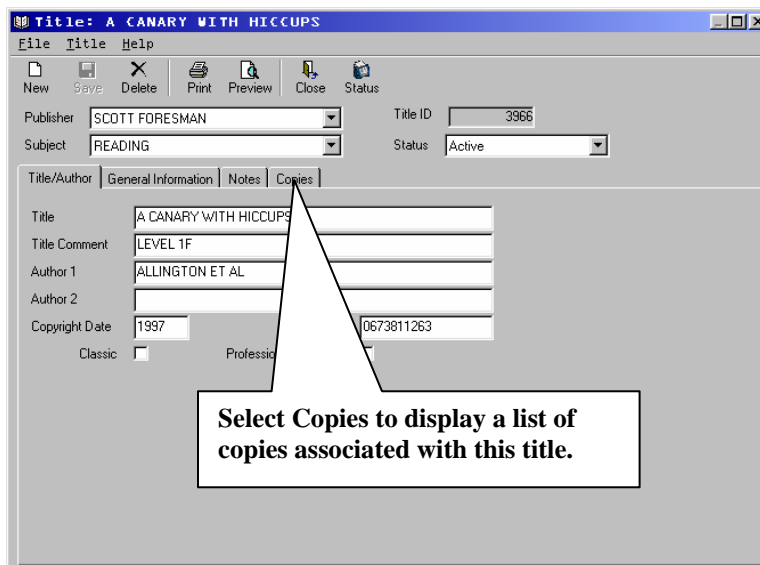 Title: A CANARY WITH HICCUPS
File Title Help
New Save Delete Print Preview Close Status
Publisher SCOTT FORESMAN Title ID 3966
Subject READING Status Active
Title/Author General Information Notes Copies
Title A CANARY WITH HICCUPS
Title Comment LEVEL 1F
Author 1 ALLINGTON ET AL
Author 2
Copyright Date 1997 0673811263
Classic
Select Copies to display a list of
copies associated with this title.